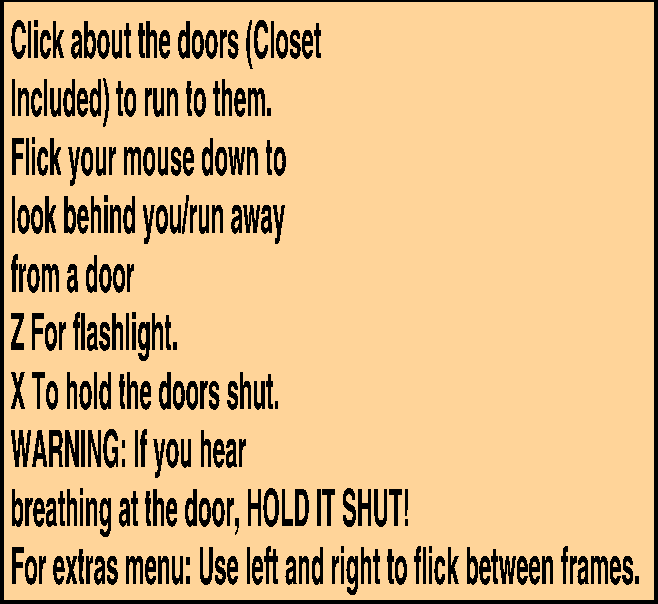 Click about the doors (Closet
Included) to run to them.
Flick your mouse down to
look behind you/run away
from a door
Z For flashlight.
X To hold the doors shut.
WARNING: If you hear
breathing at the door, HOLD IT SHUT!
For extras menu: Use left and right to flick between frames.